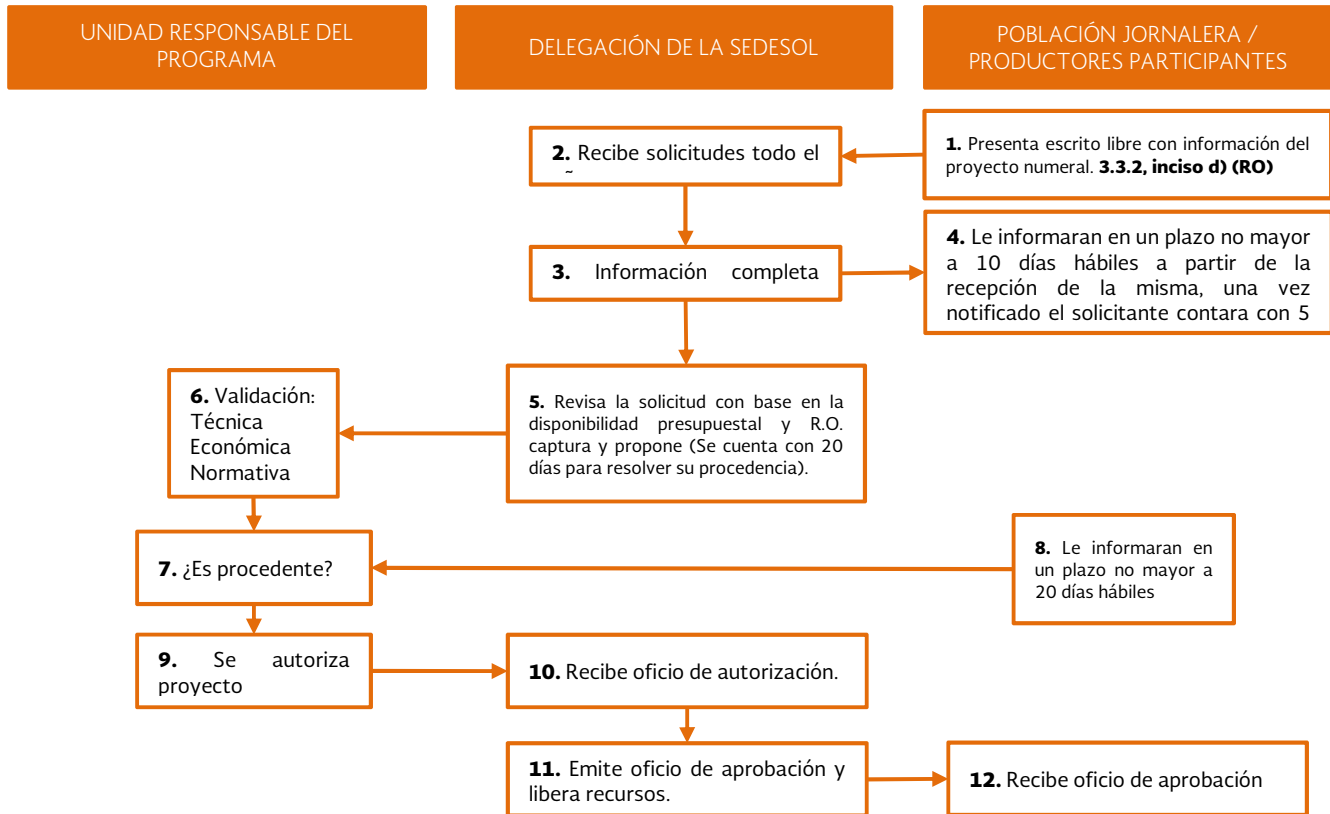 UNIDAD RESPONSABLE DEL
PROGRAMA
DELEGACIÓN DE LA SEDESOL
POBLACIÓN JORNALERA /
PRODUCTORES PARTICIPANTES
1. Presenta escrito libre con información del
proyecto numeral. 3.3.2, inciso d) (RO)
2. Recibe solicitudes todo el
3. Información completa
4. Le informaran en un plazo no mayor
a 10 días hábiles a partir de la
recepción de la misma, una vez
notificado el solicitante contara con 5
5. Revisa la solicitud con base en la
disponibilidad presupuestal y R.O.
captura y propone (Se cuenta con 20
días para resolver su procedencia).
6. Validación:
Técnica
Económica
Normativa
7. ¿Es procedente?
8. Le informaran en
un plazo no mayor a
20 días hábiles
9. Se autoriza
proyecto
10. Recibe oficio de autorización.
11. Emite oficio de aprobación y
libera recursos.
12. Recibe oficio de aprobación